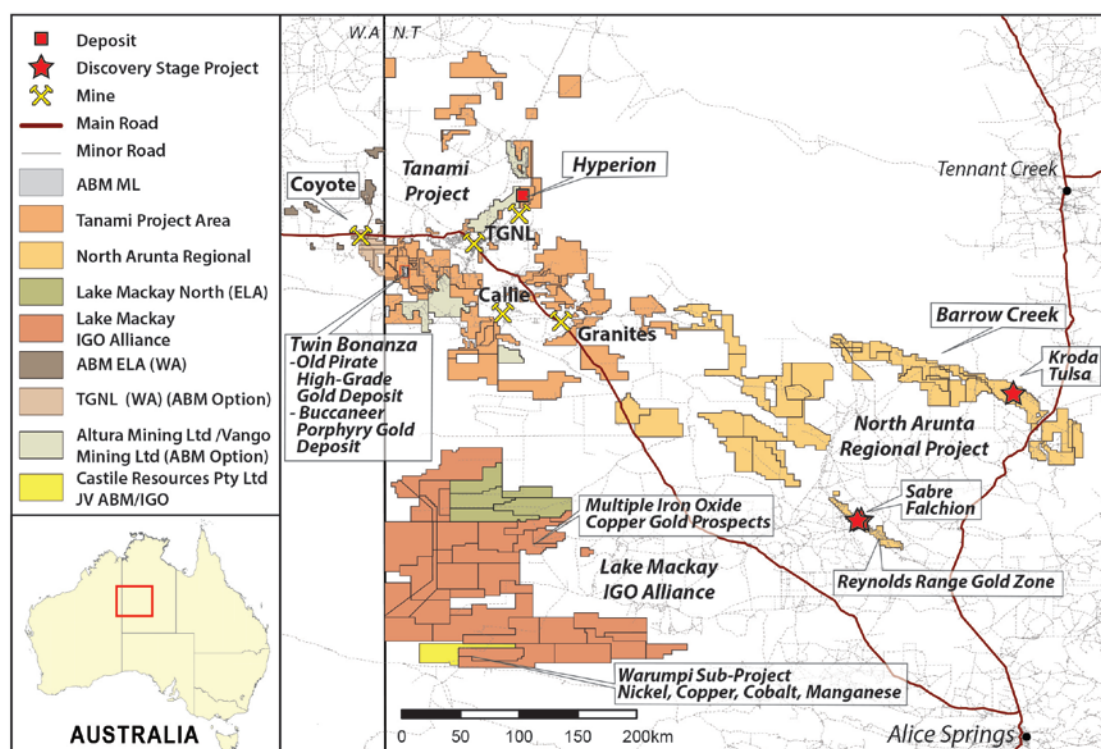 Deposit
Discovery Stage Project
Mine
Main Road
Minor Road
ABM ML
Tanami Project Area
North Arunta Regional
Lake Mackay North (ELA)
Lake Mackay
IGO Alliance
ABM ELA (WA)
TGNL (WA) (ABM Option)
Altura Mining Ltd /Vango
Mining Ltd (ABM Option)
Castile Resources Pty Ltd
JV ABM/IGO
AUSTRALIA
W.A
N.T
Tanami
Project
Hyperion
Coyote
TGNL
Tennant Creek
Callie
Granites
Twin Bonanza
-Old Pirate
High-Grade
Gold Deposit
- Buccaneer
Porphyry Gold
Deposit
Barrow Creek
Kroda
Tulsa
North Arunta
Regional Project
Multiple Iron Oxide
Copper Gold Prospects
Sabre
Falchion
Lake Mackay
IGO Alliance
Reynolds Range Gold Zone
Warumpi Sub-Project
Nickel, Copper, Cobalt, Manganese
0 50 100 150 200km
Alice Springs